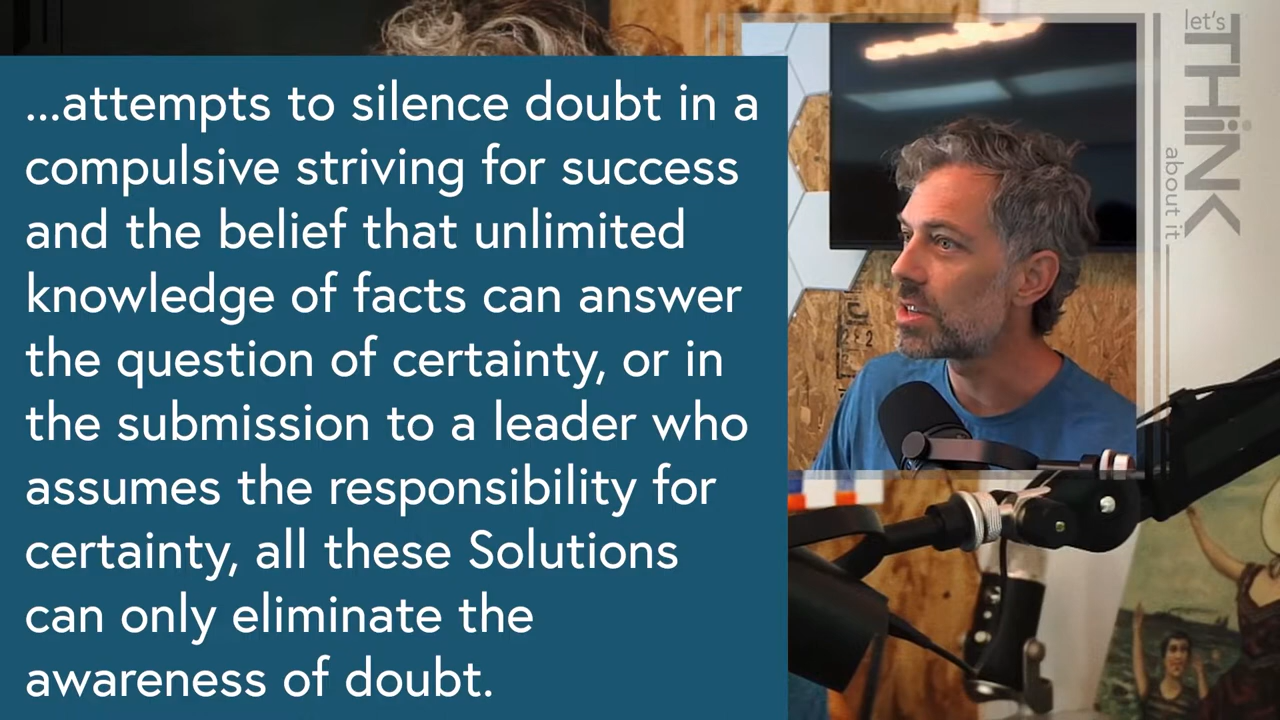 ...attempts to silence doubt in a
compulsive striving for success
and the belief that unlimited
knowledge of facts can answer
the question of certainty, or in
the submission to a leader who
assumes the responsibility for
certainty, all these Solutions
can only eliminate the
awareness of doubt.
let's
THiNK
about it